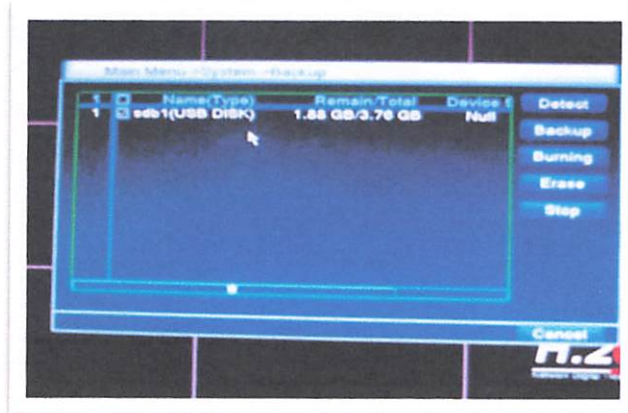 Main Menu->System->Backup
1 Name(Type) Remain/Total Device
1 sdb1(USB DISK) 1.88 GB/3.76 GB Null
Detect
Backup
Burning
Erase
Stop
Cancel
H.2